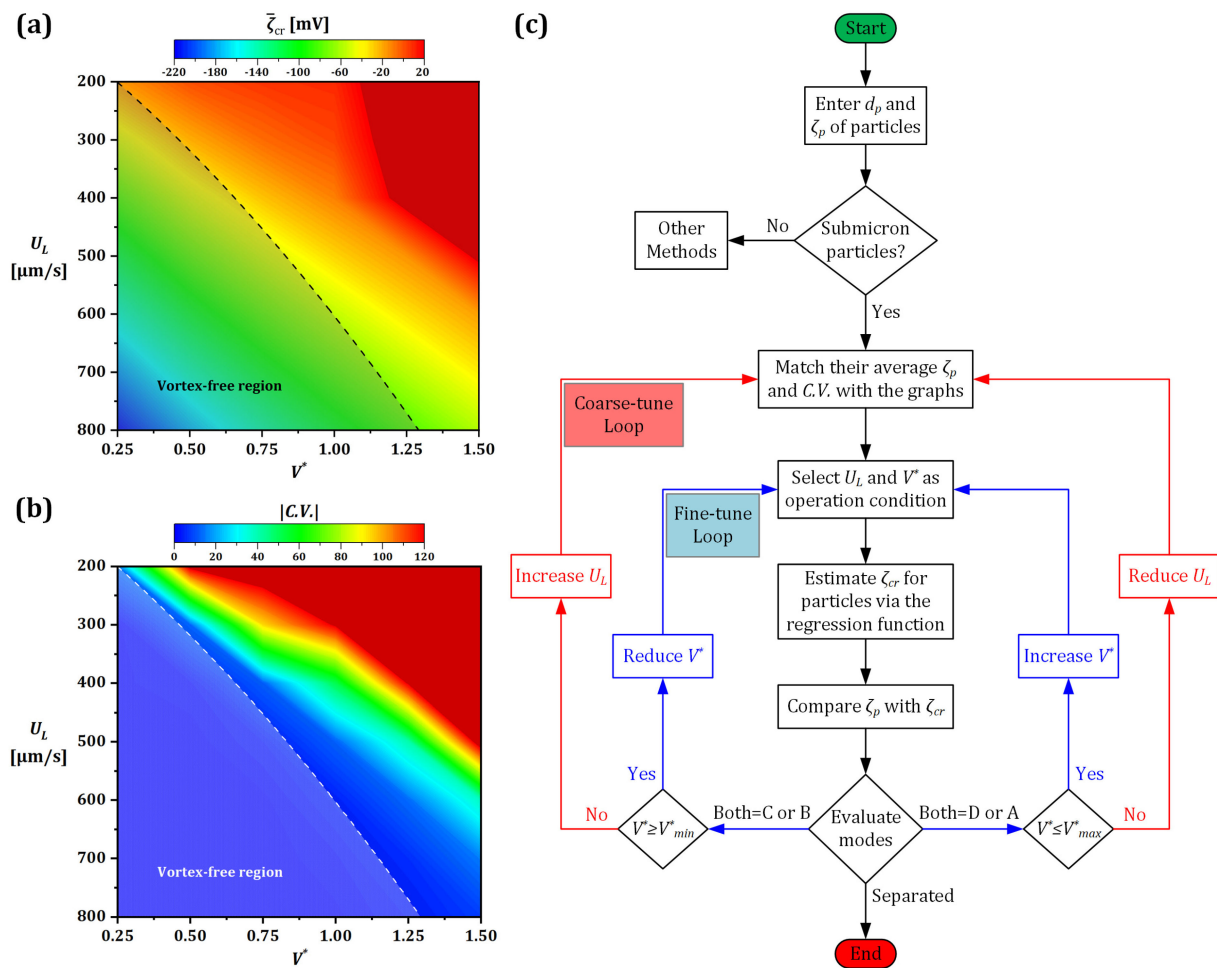 (a)
ζ̄cr [mV]
-220 -180 -140 -100 -60 -20 20
200
300
400
500
600
700
800
UL
[μm/s]
Vortex-free region
0.25 0.50 0.75 1.00 1.25 1.50
V*
(b)
|C.V.|
0 20 40 60 80 100 120
200
300
400
500
600
700
800
UL
[μm/s]
Vortex-free region
0.25 0.50 0.75 1.00 1.25 1.50
V*
(c)
Start
Enter dp and
ζp of particles
Submicron
particles?
No
Other
Methods
Yes
Match their average ζp
and C.V. with the graphs
Coarse-tune
Loop
Select UL and V* as
operation condition
Fine-tune
Loop
Increase UL
Estimate ζcr for
particles via the
regression function
Reduce UL
Reduce V*
Increase V*
Compare ζp with ζcr
Yes
Yes
No
V*≥V*min
Both=C or B
Evaluate
modes
Both=D or A
V*≤V*max
No
Separated
End